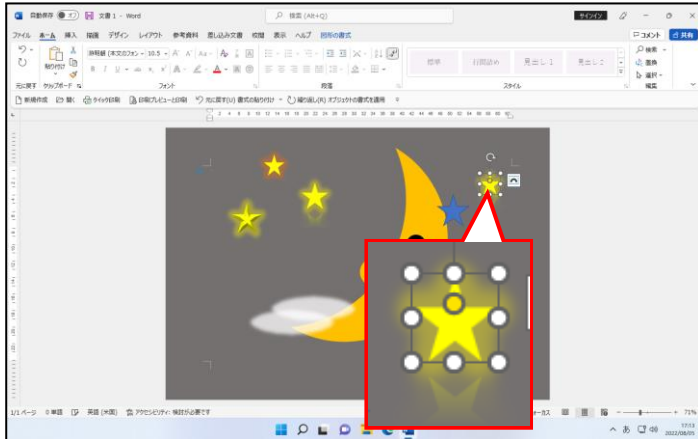 自動保存 オフ 文書 1 - Word 検索 (Alt+Q) サインイン
ファイル ホーム 挿入 描画 デザイン レイアウト 参考資料 差し込み文書 校閲 表示 ヘルプ 図形の書式 コメント 共有
貼り付け 游明朝 (本文のフォン 10.5 標準 行間詰め 見出し 1 見出し 2 検索 置換 選択
元に戻す クリップボード フォント 段落 スタイル 編集
新規作成 開く クイック印刷 印刷プレビューと印刷 元に戻す(U) 書式の貼り付け 繰り返し(R) オブジェクトの書式を適用
1/1 ページ 0 単語 英語 (米国) アクセシビリティ: 検討が必要です 71%
あ
2022/08/05